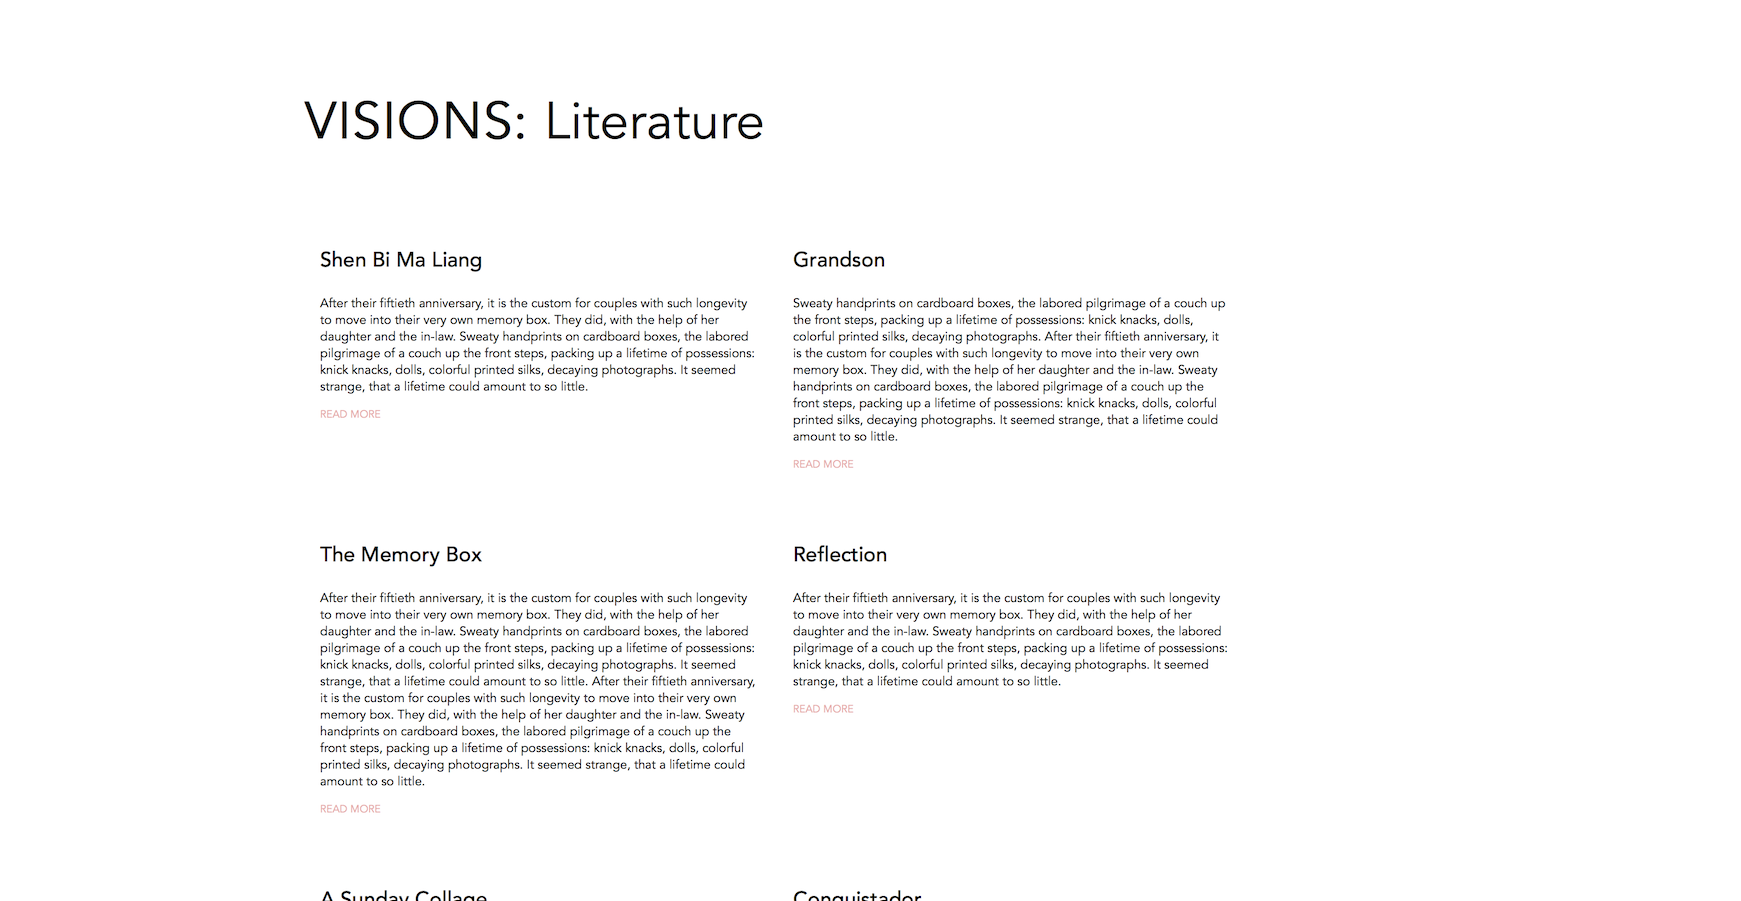 VISIONS: Literature
Shen Bi Ma Liang
After their fiftieth anniversary, it is the custom for couples with such longevity
to move into their very own memory box. They did, with the help of her
daughter and the in-law. Sweaty handprints on cardboard boxes, the labored
pilgrimage of a couch up the front steps, packing up a lifetime of possessions:
knick knacks, dolls, colorful printed silks, decaying photographs. It seemed
strange, that a lifetime could amount to so little.
READ MORE
Grandson
Sweaty handprints on cardboard boxes, the labored pilgrimage of a couch up
the front steps, packing up a lifetime of possessions: knick knacks, dolls,
colorful printed silks, decaying photographs. After their fiftieth anniversary, it
is the custom for couples with such longevity to move into their very own
memory box. They did, with the help of her daughter and the in-law. Sweaty
handprints on cardboard boxes, the labored pilgrimage of a couch up the
front steps, packing up a lifetime of possessions: knick knacks, dolls, colorful
printed silks, decaying photographs. It seemed strange, that a lifetime could
amount to so little.
READ MORE
The Memory Box
After their fiftieth anniversary, it is the custom for couples with such longevity
to move into their very own memory box. They did, with the help of her
daughter and the in-law. Sweaty handprints on cardboard boxes, the labored
pilgrimage of a couch up the front steps, packing up a lifetime of possessions:
knick knacks, dolls, colorful printed silks, decaying photographs. It seemed
strange, that a lifetime could amount to so little. After their fiftieth anniversary,
it is the custom for couples with such longevity to move into their very own
memory box. They did, with the help of her daughter and the in-law. Sweaty
handprints on cardboard boxes, the labored pilgrimage of a couch up the
front steps, packing up a lifetime of possessions: knick knacks, dolls, colorful
printed silks, decaying photographs. It seemed strange, that a lifetime could
amount to so little.
READ MORE
Reflection
After their fiftieth anniversary, it is the custom for couples with such longevity
to move into their very own memory box. They did, with the help of her
daughter and the in-law. Sweaty handprints on cardboard boxes, the labored
pilgrimage of a couch up the front steps, packing up a lifetime of possessions:
knick knacks, dolls, colorful printed silks, decaying photographs. It seemed
strange, that a lifetime could amount to so little.
READ MORE
A Sunday Collage
Conquistador